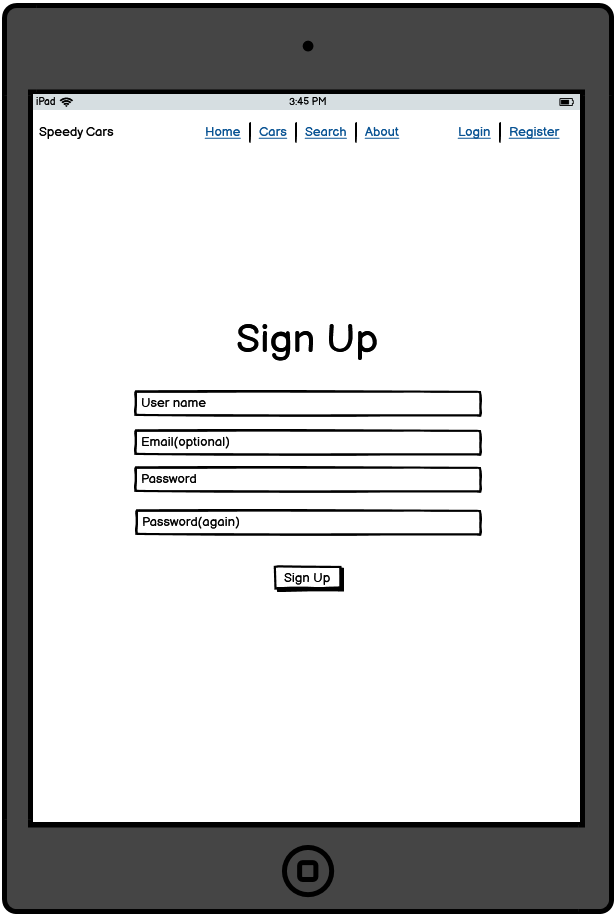 iPad 3:45 PM
Speedy Cars Home Cars Search About Login Register
Sign Up
User name
Email(optional)
Password
Password(again)
Sign Up